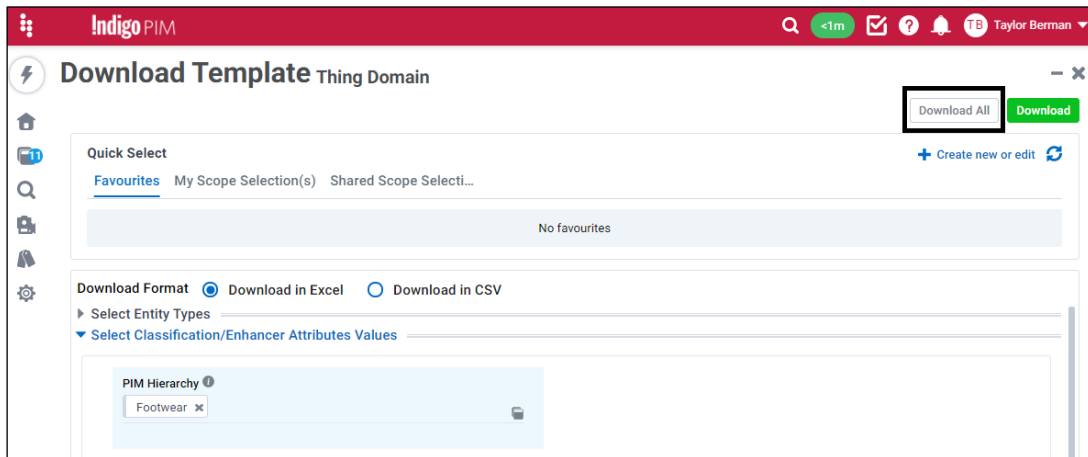 Indigo PIM
<1m
?
TB Taylor Berman
Download Template Thing Domain
Download All
Download
11
Quick Select
Create new or edit
Favourites My Scope Selection(s) Shared Scope Selecti...
No favourites
Download Format Download in Excel Download in CSV
Select Entity Types
Select Classification/Enhancer Attributes Values
PIM Hierarchy
Footwear